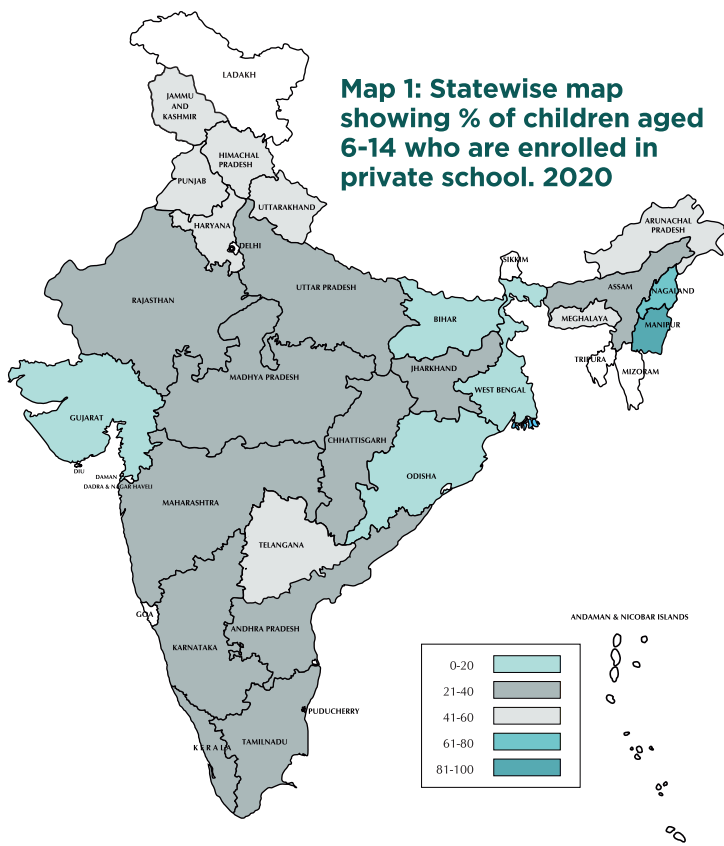 LADAKH
Map 1: Statewise map
showing % of children aged
6-14 who are enrolled in
private school. 2020
JAMMU
AND
KASHMIR
HIMACHAL
PRADESH
PUNJAB
UTTARAKHAND
HARYANA
DELHI
ARUNACHAL
PRADESH
SIKKIM
RAJASTHAN
UTTAR PRADESH
ASSAM
NAGALAND
BIHAR
MEGHALAYA
MANIPUR
TRIPURA
MIZORAM
JHARKHAND
MADHYA PRADESH
WEST BENGAL
GUJARAT
CHHATTISGARH
DIU
DAMAN
DADRA & NAGAR HAVELI
ODISHA
MAHARASHTRA
TELANGANA
GOA
ANDHRA PRADESH
KARNATAKA
ANDAMAN & NICOBAR ISLANDS
PUDUCHERRY
KERALA
TAMILNADU
0-20
21-40
41-60
61-80
81-100